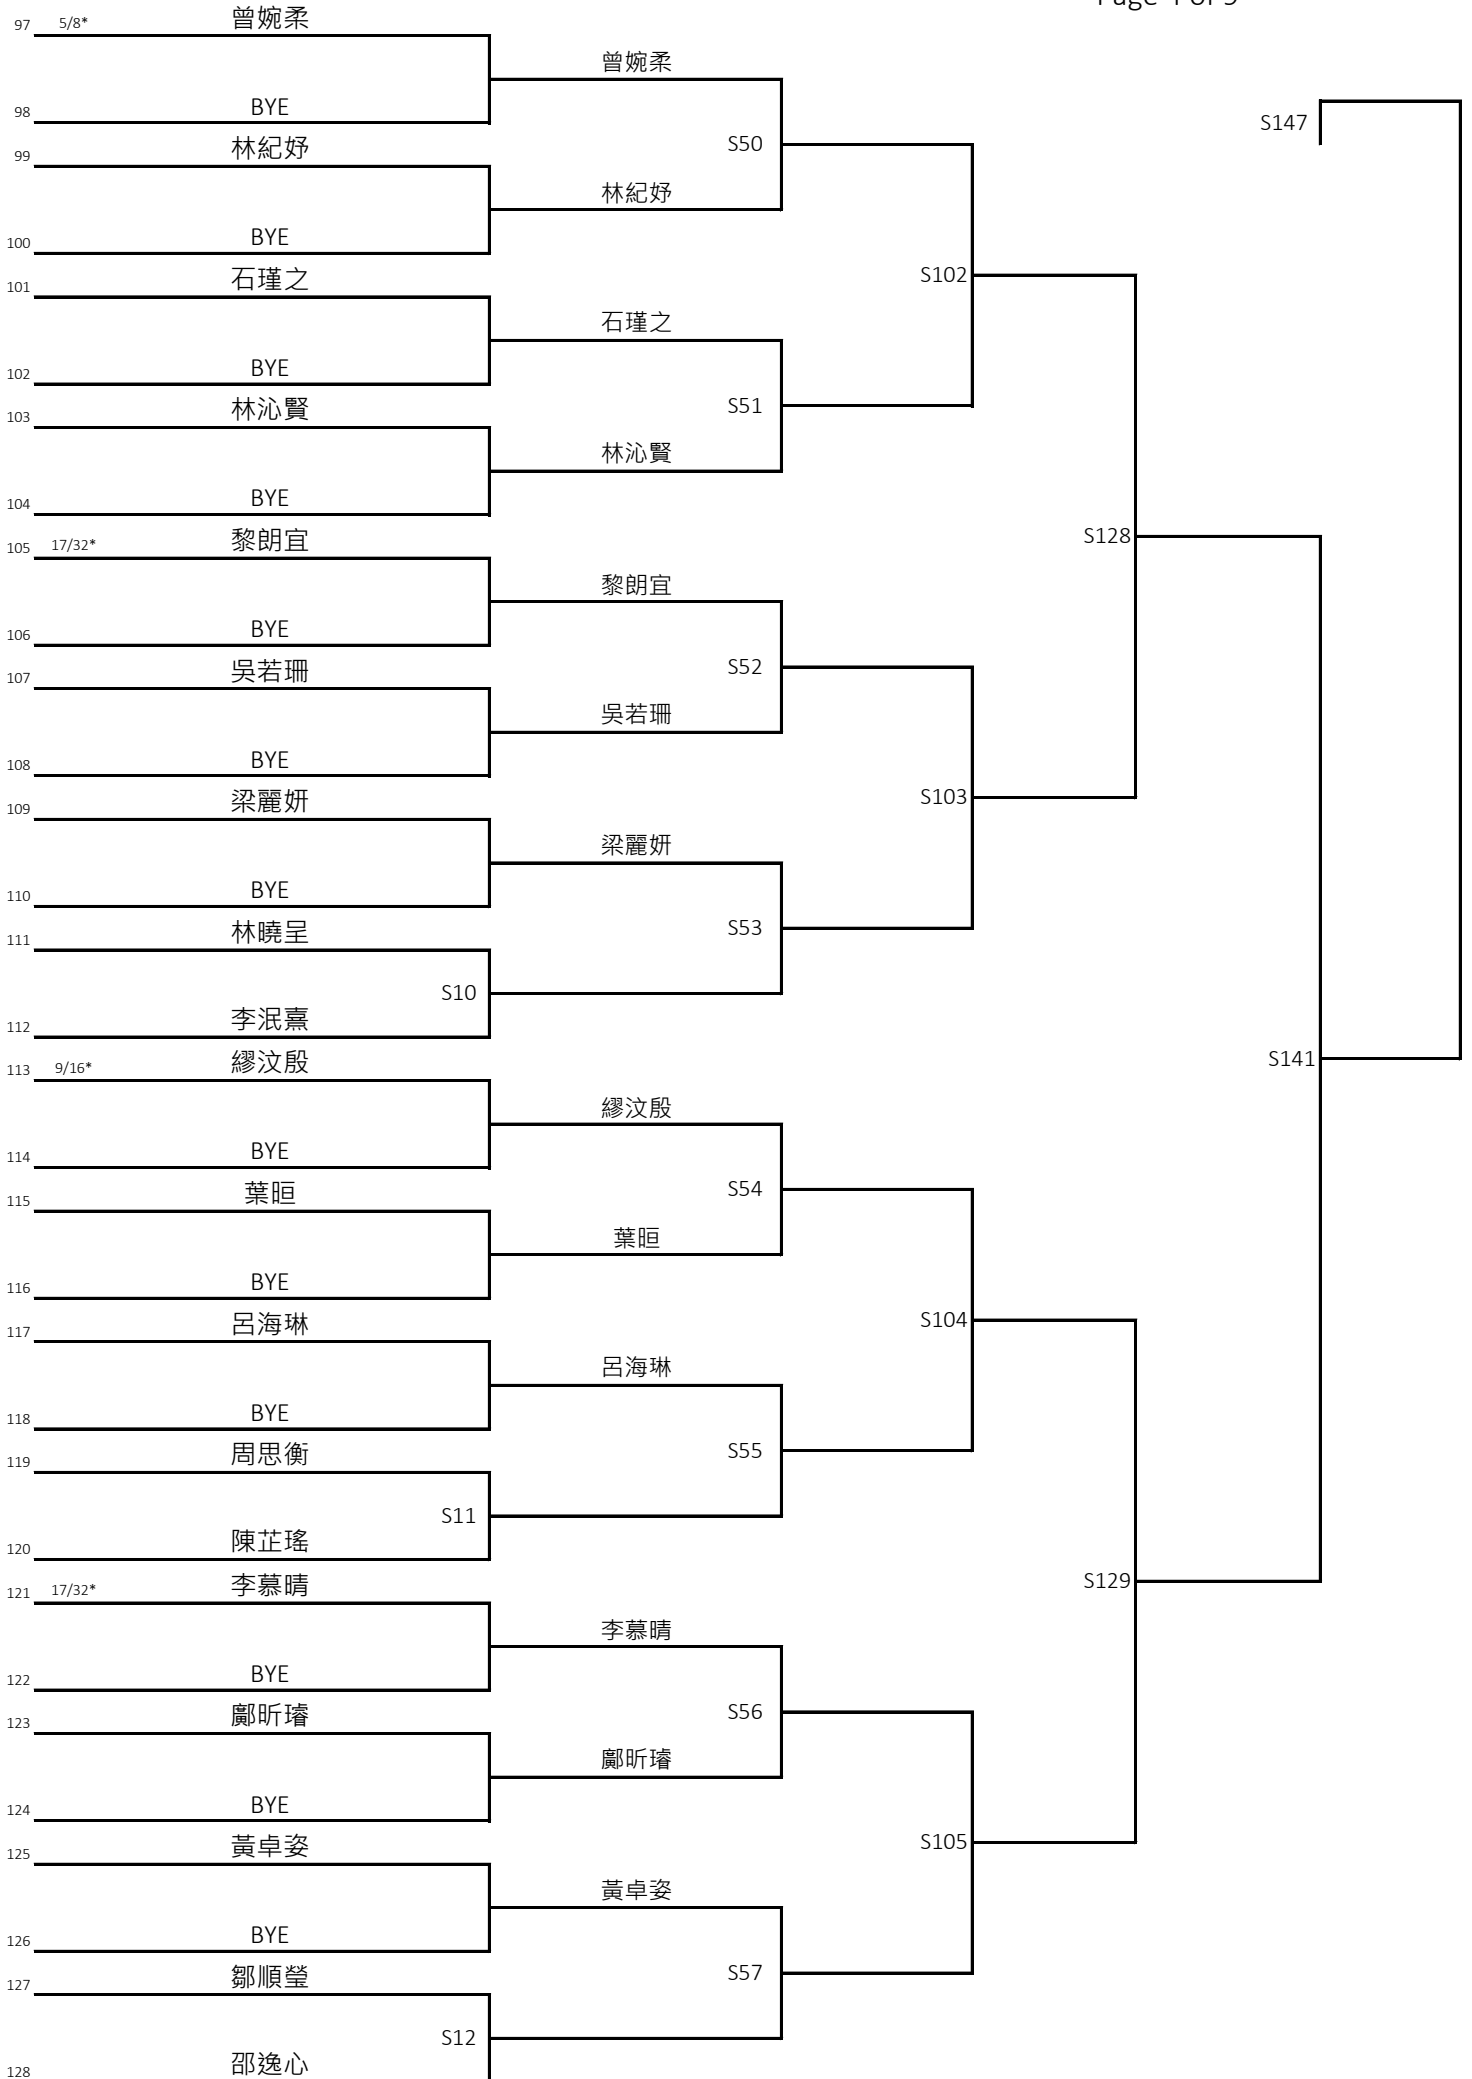 Page 4 of 9
97 5/8* 曾婉柔
曾婉柔
98 BYE
S147
99 林紀妤
S50
林紀妤
100 BYE
101 石瑾之
S102
石瑾之
102 BYE
103 林沁賢
S51
林沁賢
104 BYE
105 17/32* 黎朗宜
S128
黎朗宜
106 BYE
107 吳若珊
S52
吳若珊
108 BYE
109 梁麗妍
S103
梁麗妍
110 BYE
111 林曉呈
S53
S10
112 李泯熹
113 9/16* 繆汶殷
S141
繆汶殷
114 BYE
115 葉晅
S54
葉晅
116 BYE
117 呂海琳
S104
呂海琳
118 BYE
119 周思衡
S55
S11
120 陳芷瑤
121 17/32* 李慕晴
S129
李慕晴
122 BYE
123 鄺昕璿
S56
鄺昕璿
124 BYE
125 黃卓姿
S105
黃卓姿
126 BYE
127 鄒順瑩
S57
S12
128 邵逸心